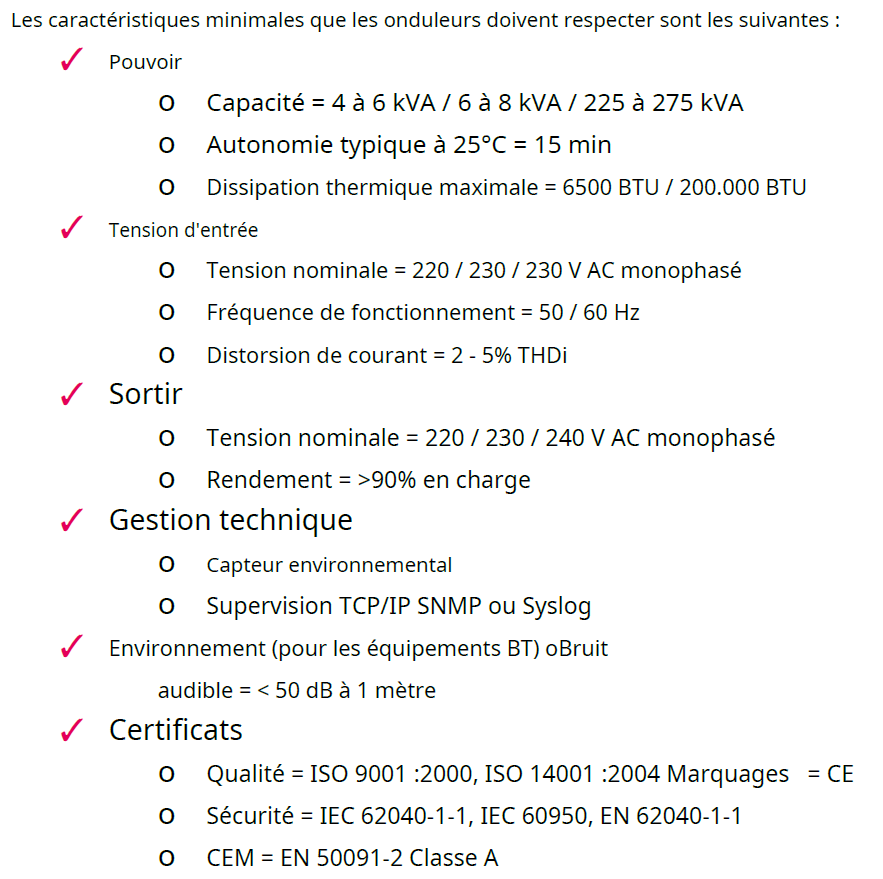 Les caractéristiques minimales que les onduleurs doivent respecter sont les suivantes :
✓ Pouvoir
o Capacité = 4 à 6 kVA / 6 à 8 kVA / 225 à 275 kVA
o Autonomie typique à 25°C = 15 min
o Dissipation thermique maximale = 6500 BTU / 200.000 BTU
✓ Tension d'entrée
o Tension nominale = 220 / 230 / 230 V AC monophasé
o Fréquence de fonctionnement = 50 / 60 Hz
o Distorsion de courant = 2 - 5% THDi
✓ Sortir
o Tension nominale = 220 / 230 / 240 V AC monophasé
o Rendement = >90% en charge
✓ Gestion technique
o Capteur environnemental
o Supervision TCP/IP SNMP ou Syslog
✓ Environnement (pour les équipements BT) oBruit
audible = < 50 dB à 1 mètre
✓ Certificats
o Qualité = ISO 9001 :2000, ISO 14001 :2004 Marquages = CE
o Sécurité = IEC 62040-1-1, IEC 60950, EN 62040-1-1
o CEM = EN 50091-2 Classe A